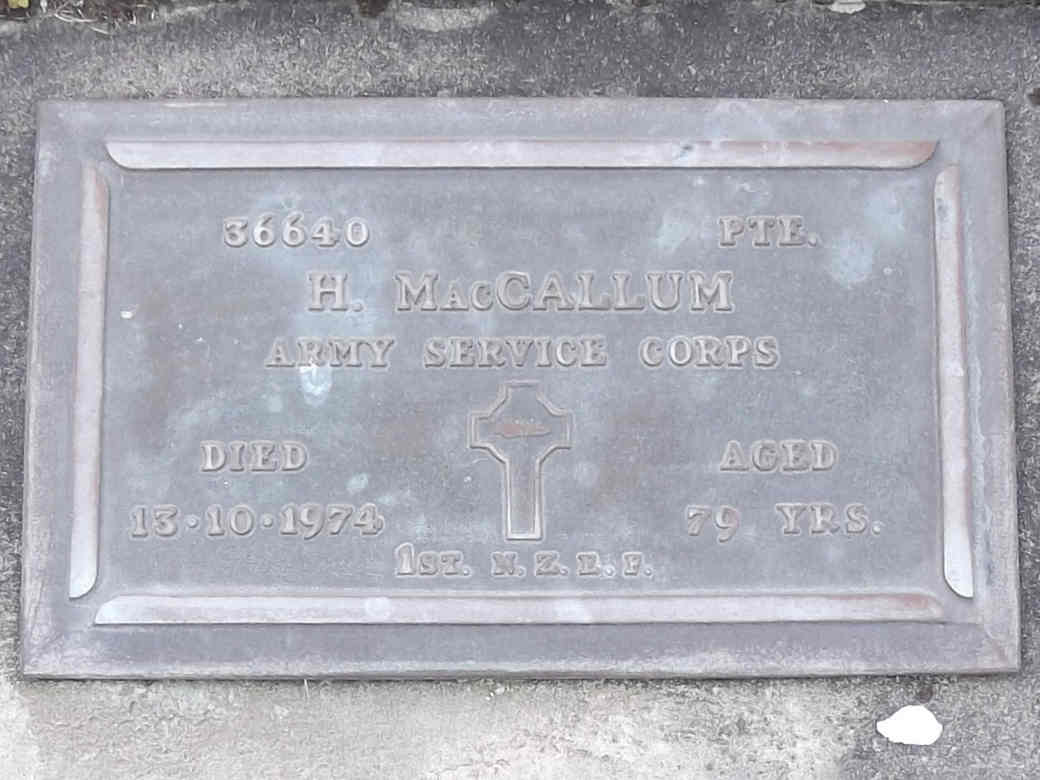 36640 PTE.
H. MacCALLUM
ARMY SERVICE CORPS
DIED AGED
13·10·1974 79 YRS.
1ST. N.Z.E.F.